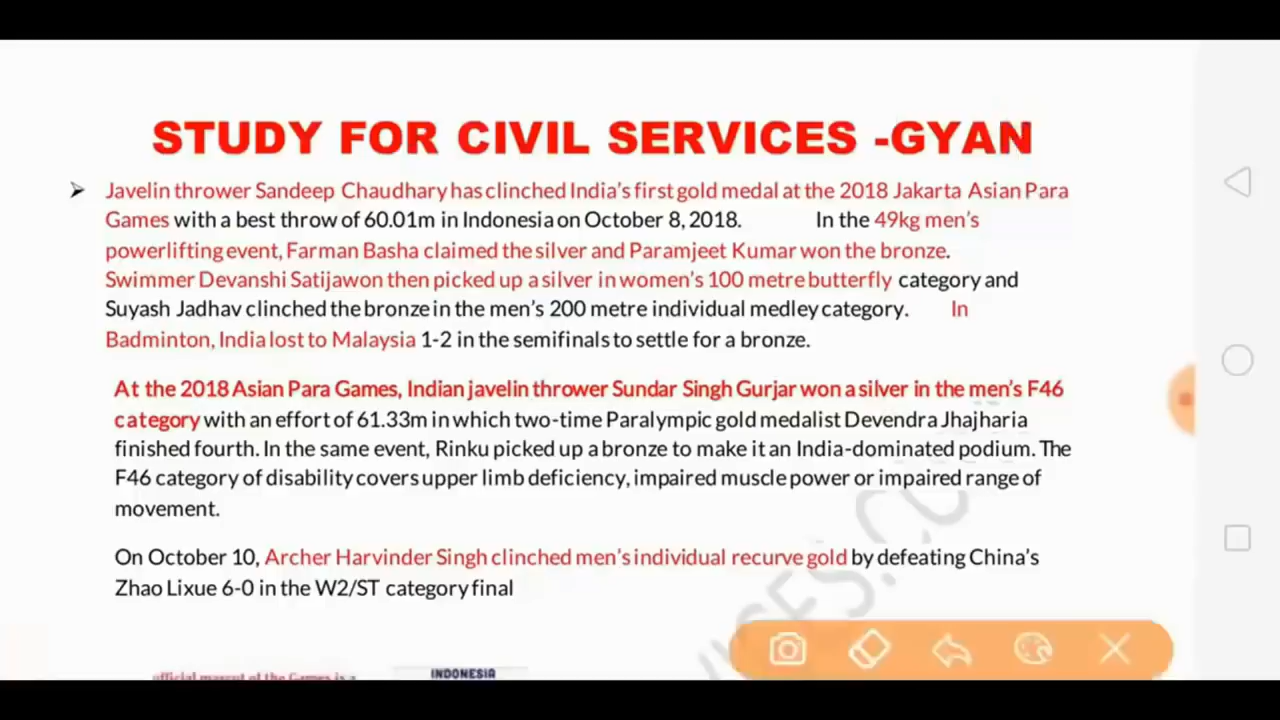 STUDY FOR CIVIL SERVICES -GYAN
➢ Javelin thrower Sandeep Chaudhary has clinched India's first gold medal at the 2018 Jakarta Asian Para
Games with a best throw of 60.01m in Indonesia on October 8, 2018. In the 49kg men's
powerlifting event, Farman Basha claimed the silver and Paramjeet Kumar won the bronze.
Swimmer Devanshi Satijawon then picked up a silver in women's 100 metre butterfly category and
Suyash Jadhav clinched the bronze in the men's 200 metre individual medley category. In
Badminton, India lost to Malaysia 1-2 in the semifinals to settle for a bronze.
At the 2018 Asian Para Games, Indian javelin thrower Sundar Singh Gurjar won a silver in the men's F46
category with an effort of 61.33m in which two-time Paralympic gold medalist Devendra Jhajharia
finished fourth. In the same event, Rinku picked up a bronze to make it an India-dominated podium. The
F46 category of disability covers upper limb deficiency, impaired muscle power or impaired range of
movement.
On October 10, Archer Harvinder Singh clinched men's individual recurve gold by defeating China's
Zhao Lixue 6-0 in the W2/ST category final
official mascot of the Games is a
INDONESIA